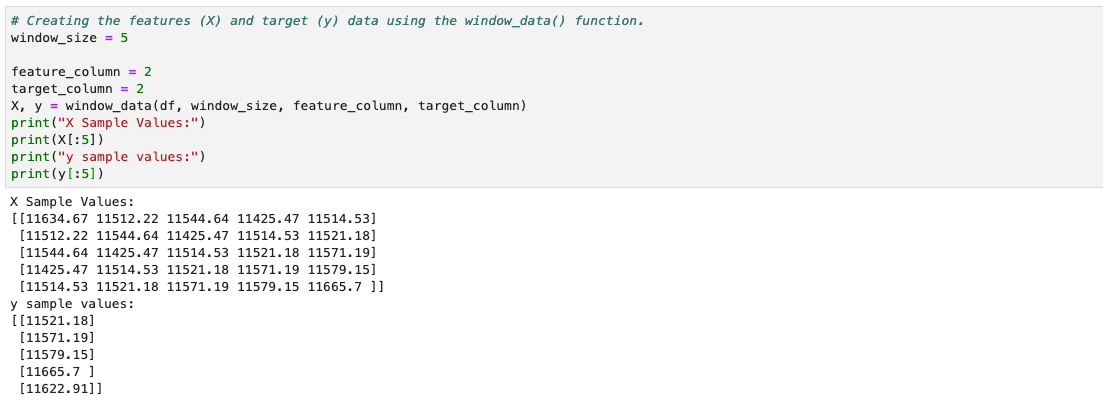 # Creating the features (X) and target (y) data using the window_data() function.
window_size = 5
feature_column = 2
target_column = 2
X, y = window_data(df, window_size, feature_column, target_column)
print("X Sample Values:")
print(X[:5])
print("y sample values:")
print(y[:5])
X Sample Values:
[[11634.67 11512.22 11544.64 11425.47 11514.53]
 [11512.22 11544.64 11425.47 11514.53 11521.18]
 [11544.64 11425.47 11514.53 11521.18 11571.19]
 [11425.47 11514.53 11521.18 11571.19 11579.15]
 [11514.53 11521.18 11571.19 11579.15 11665.7 ]]
y sample values:
[[11521.18]
 [11571.19]
 [11579.15]
 [11665.7 ]
 [11622.91]]